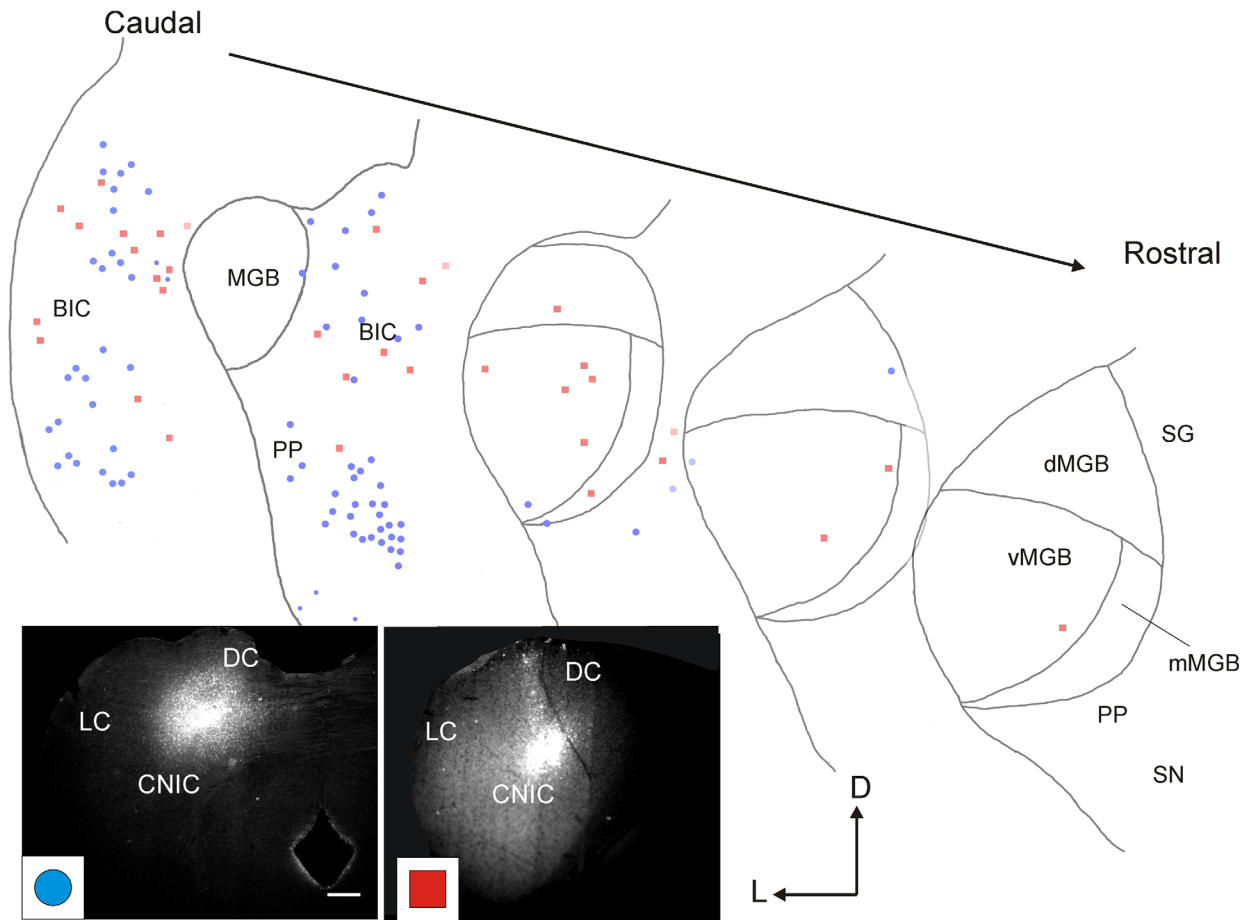 Caudal
Rostral
MGB
BIC
BIC
PP
SG
dMGB
vMGB
mMGB
PP
SN
DC
LC
CNIC
DC
LC
CNIC
D
L